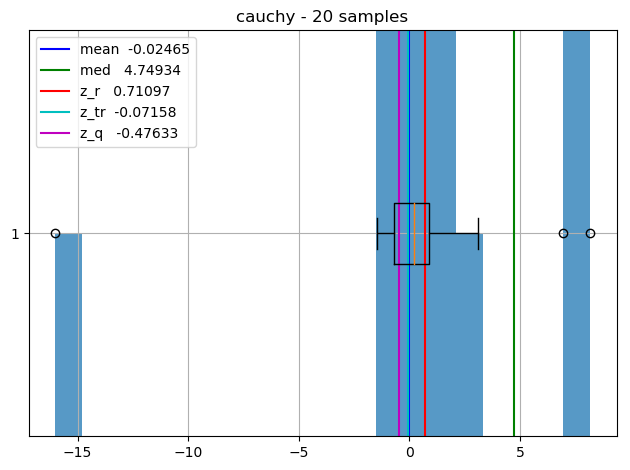 cauchy - 20 samples
mean -0.02465
med 4.74934
z_r 0.71097
z_tr -0.07158
z_q -0.47633
1
−15 −10 −5 0 5